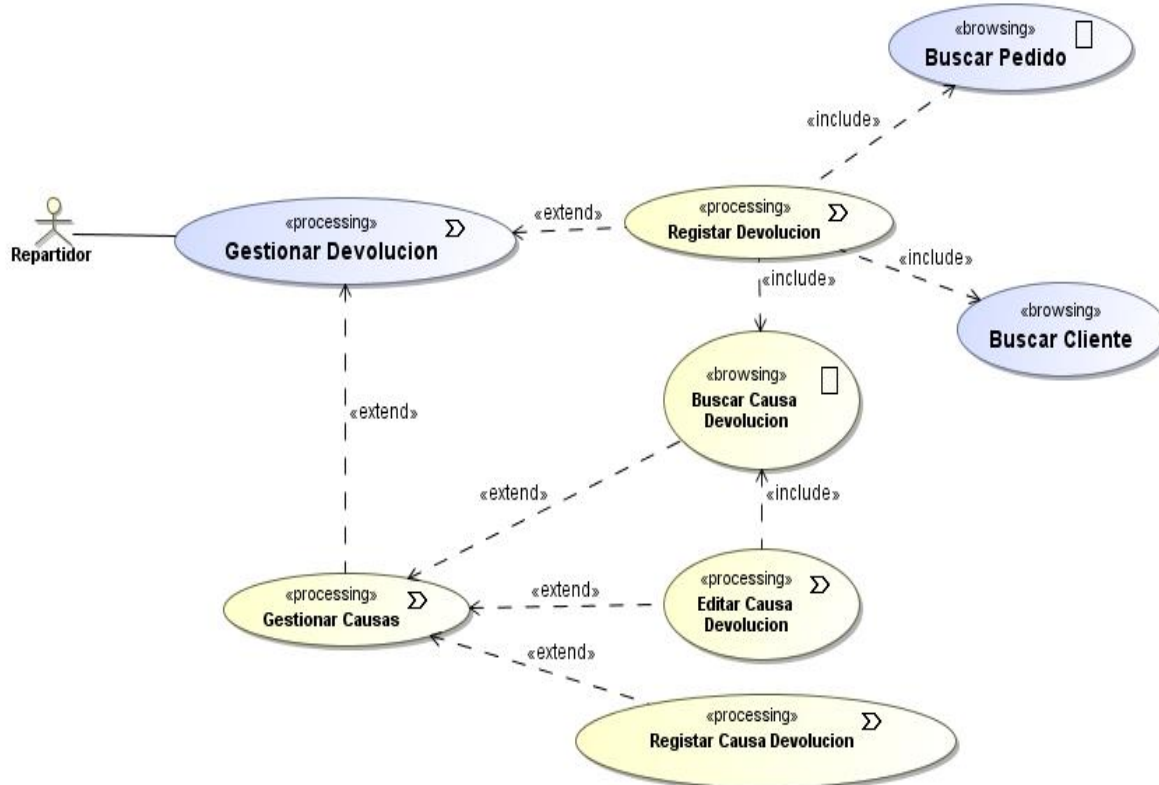 «browsing»
Buscar Pedido
«include»
«processing»
Registar Devolucion
«extend»
«processing»
Gestionar Devolucion
Repartidor
«include»
«include»
«browsing»
Buscar Cliente
«browsing»
Buscar Causa
Devolucion
«extend»
«extend»
«include»
«processing»
Editar Causa
Devolucion
«extend»
«processing»
Gestionar Causas
«extend»
«processing»
Registar Causa Devolucion